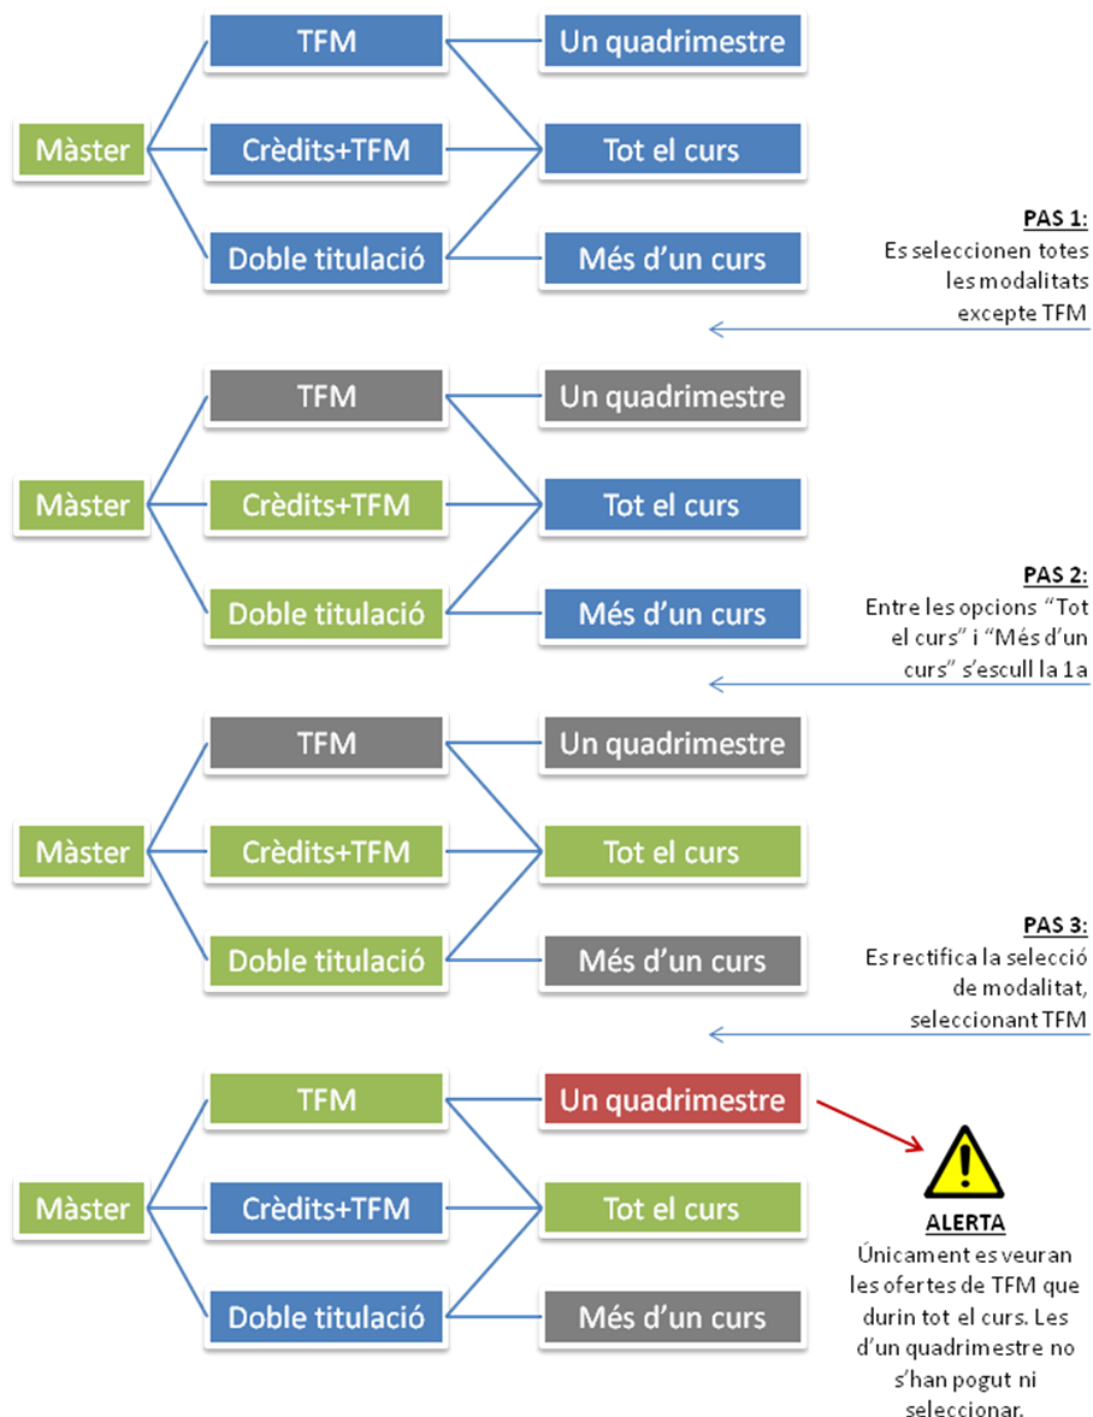 TFM
Un quadrimestre
Màster
Crèdits+TFM
Tot el curs
Doble titulació
Més d'un curs
PAS 1:
Es seleccionen totes
les modalitats
excepte TFM
TFM
Un quadrimestre
Màster
Crèdits+TFM
Tot el curs
Doble titulació
Més d'un curs
PAS 2:
Entre les opcions “Tot
el curs” i “Més d’un
curs” s’escull la 1a
TFM
Un quadrimestre
Màster
Crèdits+TFM
Tot el curs
Doble titulació
Més d'un curs
PAS 3:
Es rectifica la selecció
de modalitat,
seleccionant TFM
TFM
Un quadrimestre
Màster
Crèdits+TFM
Tot el curs
Doble titulació
Més d'un curs
ALERTA
Únicament es veuran
les ofertes de TFM que
durin tot el curs. Les
d’un quadrimestre no
s’han pogut ni
seleccionar.